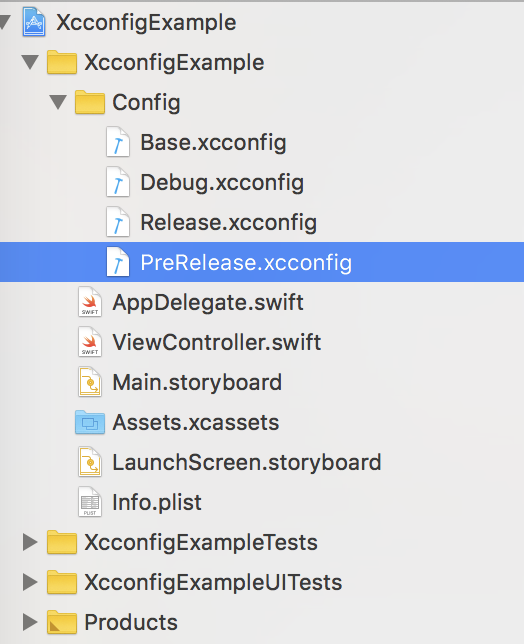 XcconfigExample
XcconfigExample
Config
Base.xcconfig
Debug.xcconfig
Release.xcconfig
PreRelease.xcconfig
SWIFT AppDelegate.swift
SWIFT ViewController.swift
Main.storyboard
Assets.xcassets
LaunchScreen.storyboard
PLIST Info.plist
XcconfigExampleTests
XcconfigExampleUITests
Products